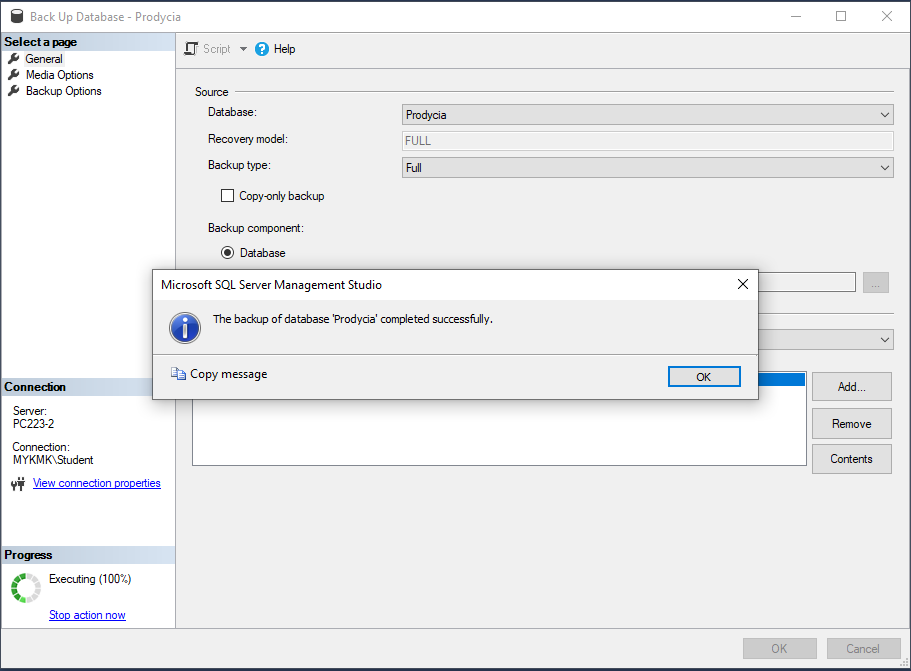 Back Up Database - Prodycia
Select a page
General
Media Options
Backup Options
Script
Help
Source
Database:
Prodycia
Recovery model:
FULL
Backup type:
Full
Copy-only backup
Backup component:
Database
...
Microsoft SQL Server Management Studio
The backup of database 'Prodycia' completed successfully.
Copy message
OK
Add...
Remove
Contents
Connection
Server:
PC223-2
Connection:
MYKMK\Student
View connection properties
Progress
Executing (100%)
Stop action now
OK
Cancel